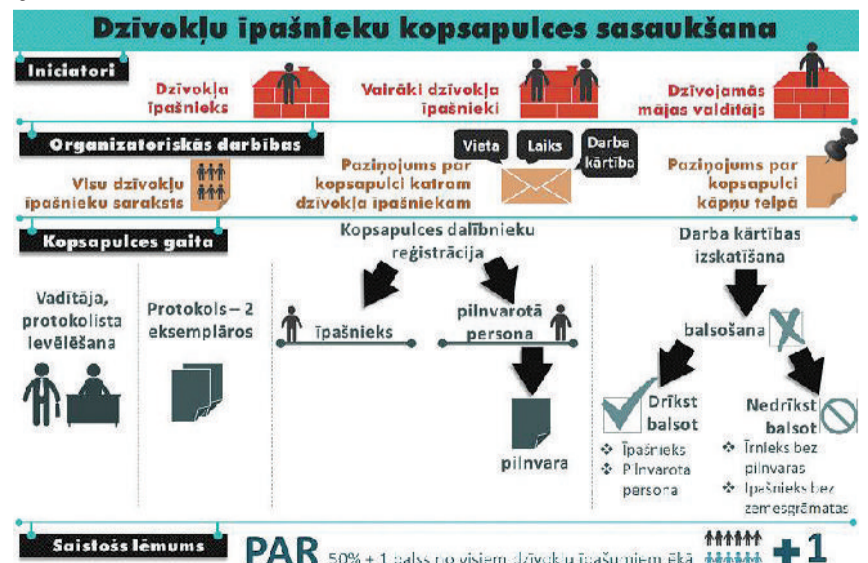 Dzīvokļu īpašnieku kopsapulces sasaukšana
Iniciatori
Dzīvokļa
īpašnieks
Vairāki dzīvokļa
īpašnieki
Dzīvojamās
mājas valdītājs
Organizatoriskās darbības
Visu dzīvokļu
īpašnieku saraksts
Paziņojums par
kopsapulci katram
dzīvokļa īpašniekam
Vieta
Laiks
Darba
kārtība
Paziņojums par
kopsapulci
kāpņu telpā
Kopsapulces gaita
Vadītāja,
protokolista
ievēlēšana
Protokols – 2
eksemplāros
Kopsapulces dalībnieku
reģistrācija
īpašnieks
pilnvarotā
persona
pilnvara
Darba kārtības
izskatīšana
balsošana
Drīkst
balsot
❖ Īpašnieks
❖ Pilnvarota
persona
Nedrīkst
balsot
❖ Īrnieks bez
pilnvaras
❖ Īpašnieks bez
zemesgrāmatas
Saistošs lēmums
PAR 50% + 1 balss no visiem dzīvokļu īpašumiem ēkā +1